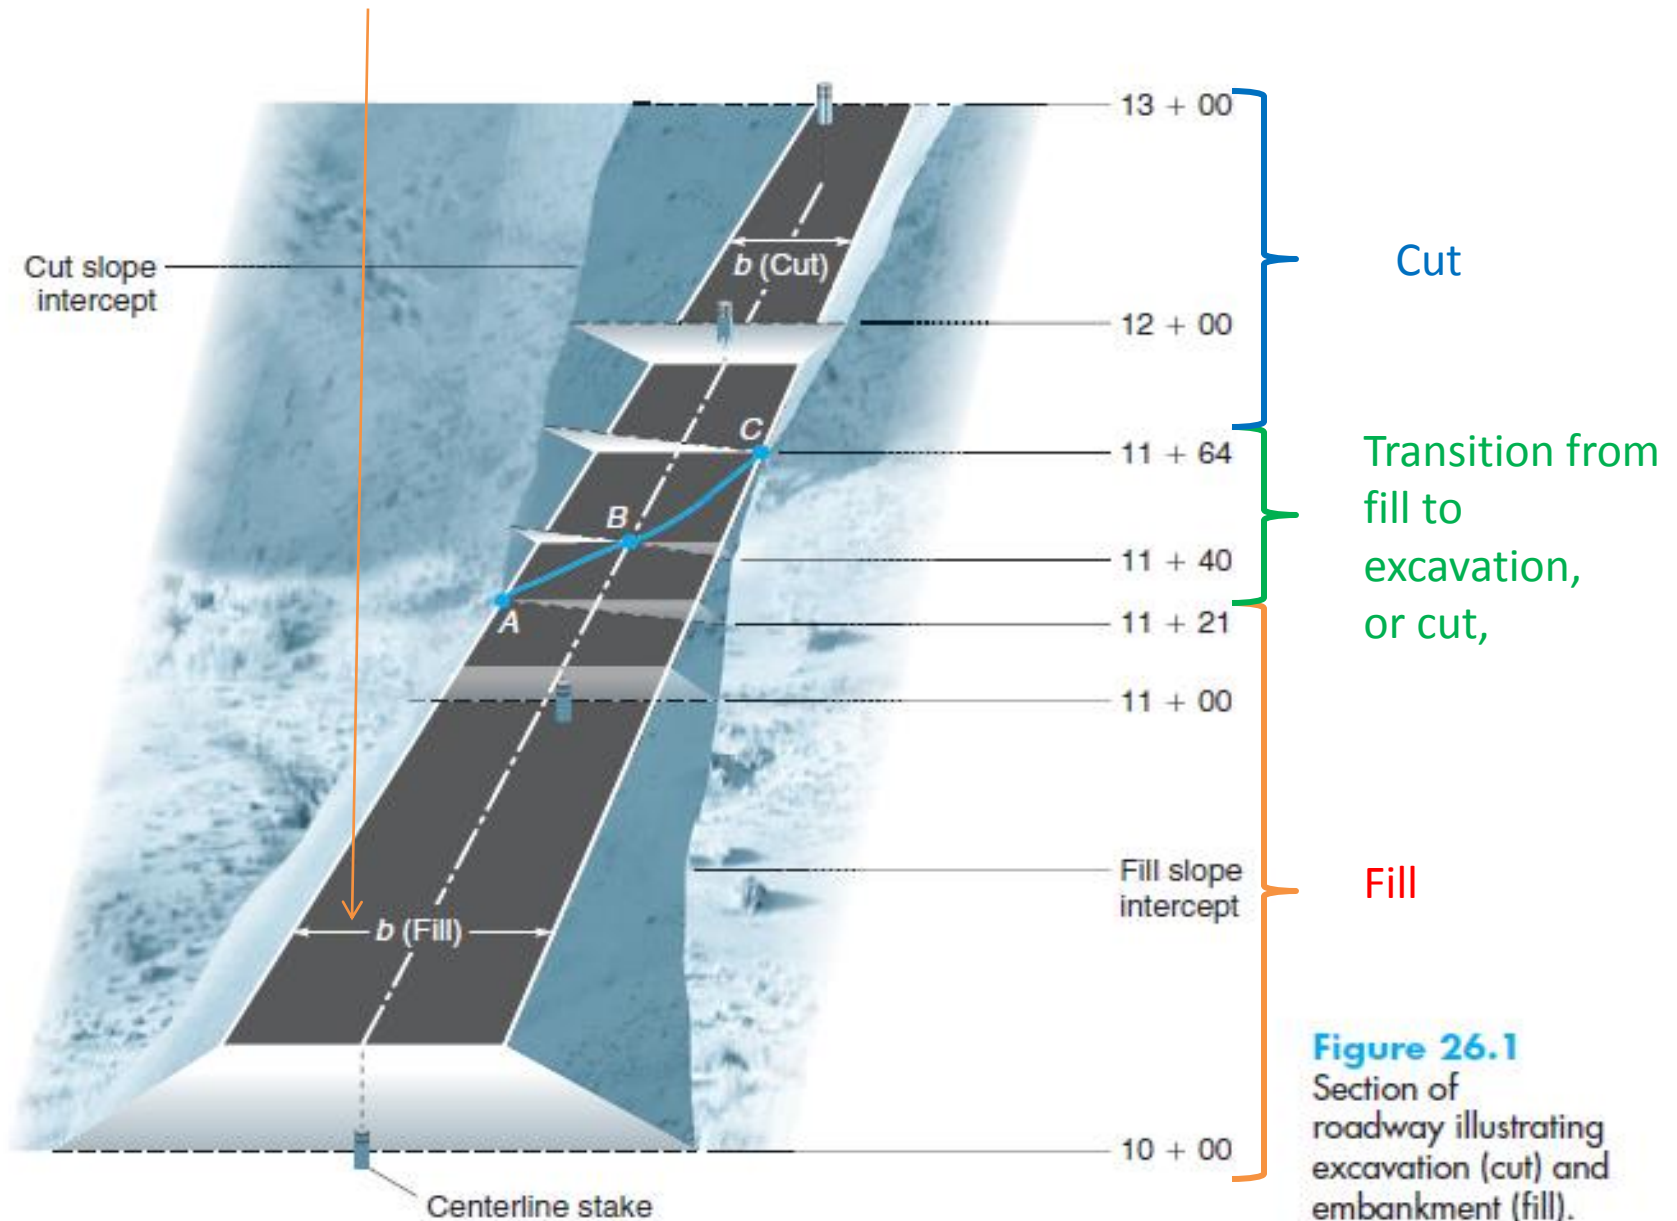 13 + 00
Cut slope
intercept
b (Cut)
Cut
12 + 00
C
11 + 64
Transition from
fill to
excavation,
or cut,
B
11 + 40
A
11 + 21
11 + 00
Fill slope
intercept
Fill
b (Fill)
10 + 00
Centerline stake
Figure 26.1
Section of
roadway illustrating
excavation (cut) and
embankment (fill).